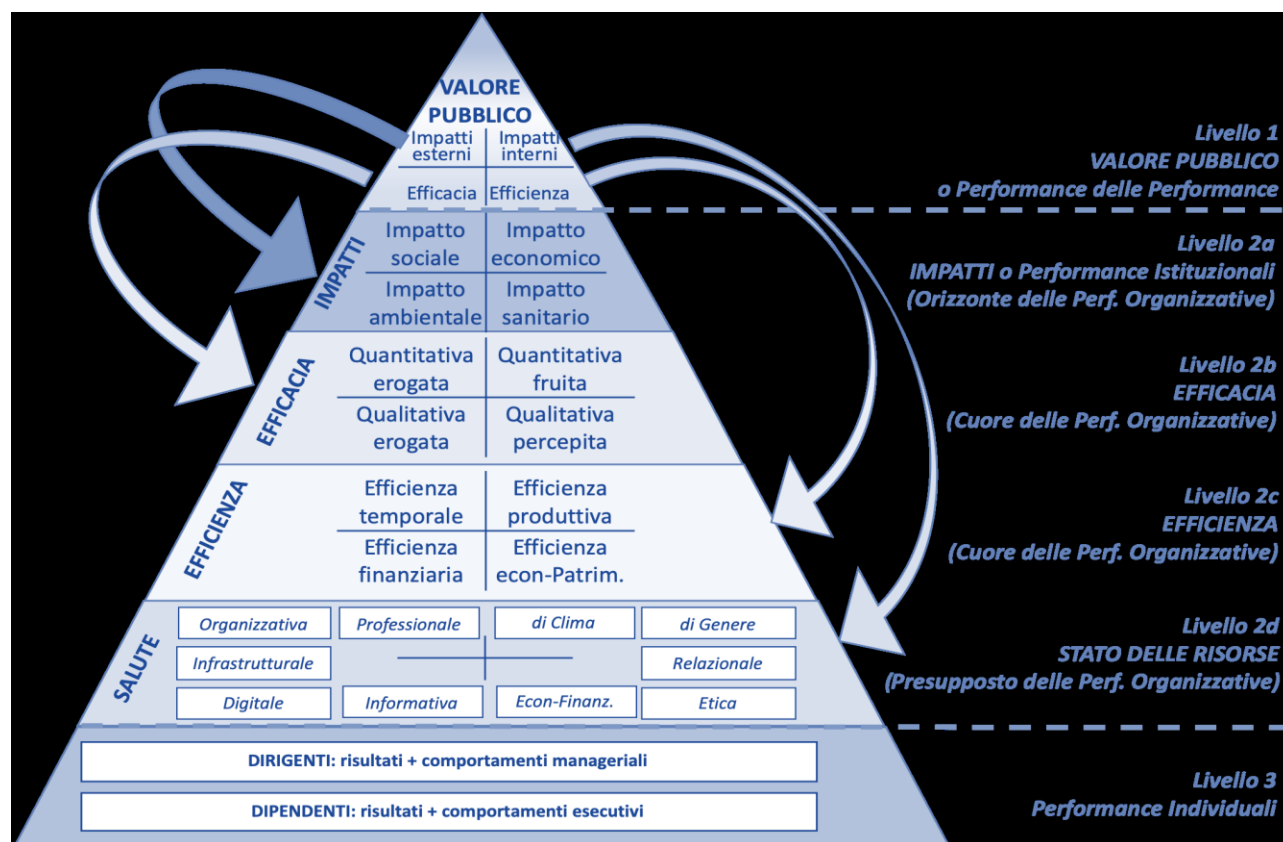 VALORE
PUBBLICO
Impatti
esterni
Impatti
interni
Efficacia
Efficienza
Livello 1
VALORE PUBBLICO
o Performance delle Performance
IMPATTI
Impatto
sociale
Impatto
economico
Impatto
ambientale
Impatto
sanitario
Livello 2a
IMPATTI o Performance Istituzionali
(Orizzonte delle Perf. Organizzative)
EFFICACIA
Quantitativa
erogata
Quantitativa
fruita
Qualitativa
erogata
Qualitativa
percepita
Livello 2b
EFFICACIA
(Cuore delle Perf. Organizzative)
EFFICIENZA
Efficienza
temporale
Efficienza
produttiva
Efficienza
finanziaria
Efficienza
econ-Patrim.
Livello 2c
EFFICIENZA
(Cuore delle Perf. Organizzative)
SALUTE
Organizzativa
Professionale
di Clima
di Genere
Infrastrutturale
Relazionale
Digitale
Informativa
Econ-Finanz.
Etica
Livello 2d
STATO DELLE RISORSE
(Presupposto delle Perf. Organizzative)
DIRIGENTI: risultati + comportamenti manageriali
DIPENDENTI: risultati + comportamenti esecutivi
Livello 3
Performance Individuali